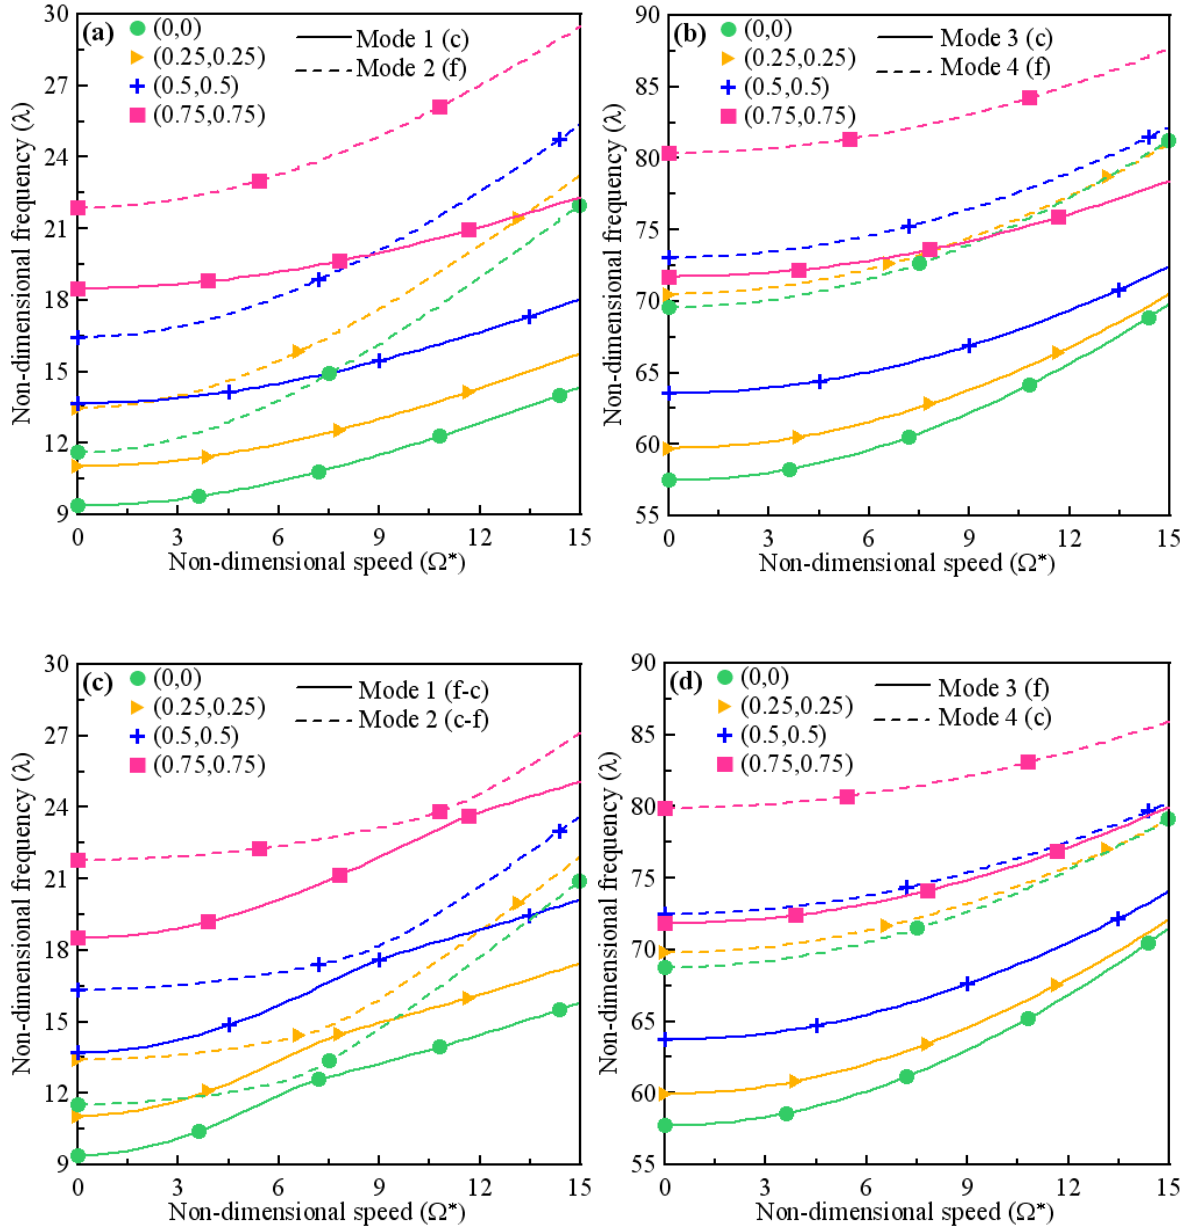 (a)
(0,0)
(0.25,0.25)
(0.5,0.5)
(0.75,0.75)
Mode 1 (c)
Mode 2 (f)
30
27
24
21
18
15
12
9
Non-dimensional frequency (λ)
0 3 6 9 12 15
Non-dimensional speed (Ω*)
(b)
(0,0)
(0.25,0.25)
(0.5,0.5)
(0.75,0.75)
Mode 3 (c)
Mode 4 (f)
90
85
80
75
70
65
60
55
Non-dimensional frequency (λ)
0 3 6 9 12 15
Non-dimensional speed (Ω*)
(c)
(0,0)
(0.25,0.25)
(0.5,0.5)
(0.75,0.75)
Mode 1 (f-c)
Mode 2 (c-f)
30
27
24
21
18
15
12
9
Non-dimensional frequency (λ)
0 3 6 9 12 15
Non-dimensional speed (Ω*)
(d)
(0,0)
(0.25,0.25)
(0.5,0.5)
(0.75,0.75)
Mode 3 (f)
Mode 4 (c)
90
85
80
75
70
65
60
55
Non-dimensional frequency (λ)
0 3 6 9 12 15
Non-dimensional speed (Ω*)